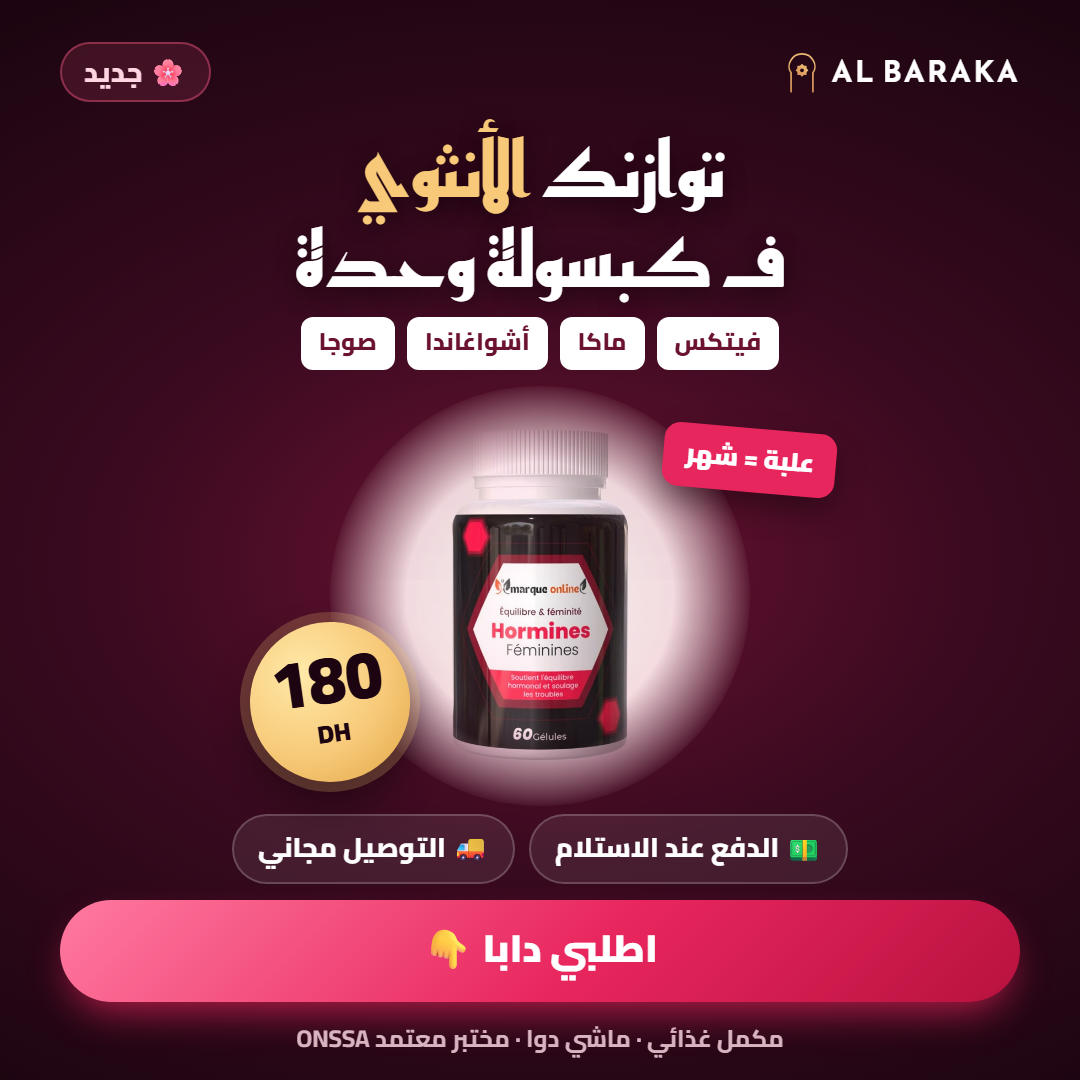 🌸 جديد
AL BARAKA
توازنك الأنثوي
فـ كبسولة وحدة
فيتكس
ماكا
أشواغاندا
صوجا
علبة = شهر
marque online
Équilibre & féminité
Hormines
Féminines
Soutient l'équilibre
hormonal et soulage
les troubles
60 Gélules
180
DH
💵 الدفع عند الاستلام
🚚 التوصيل مجاني
اطلبي دابا 👇
مكمل غذائي · ماشي دوا · مختبر معتمد ONSSA